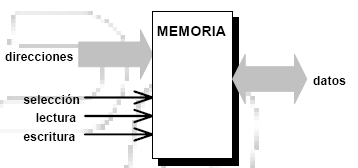 MEMORIA
direcciones
datos
selección
lectura
escritura